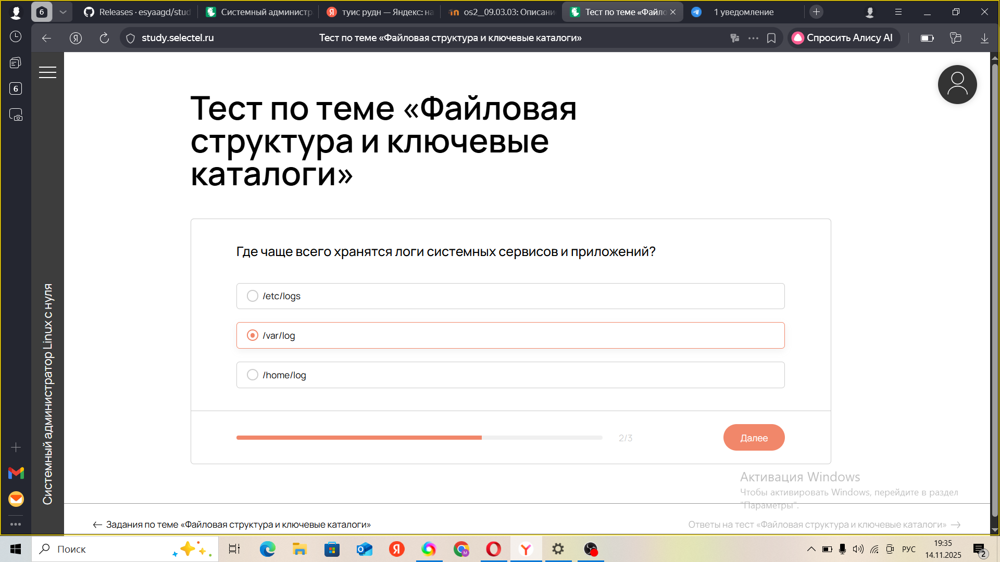 6
Releases · esyaagd/stud
Системный администр
туис рудн — Яндекс: на
os2__09.03.03: Описани
Тест по теме «Файло
1 уведомление
study.selectel.ru
Тест по теме «Файловая структура и ключевые каталоги»
Спросить Алису AI
6
Системный администратор Linux с нуля
Тест по теме «Файловая
структура и ключевые
каталоги»
Где чаще всего хранятся логи системных сервисов и приложений?
/etc/logs
/var/log
/home/log
2/3
Далее
Активация Windows
Чтобы активировать Windows, перейдите в раздел
"Параметры".
← Задания по теме «Файловая структура и ключевые каталоги»
Ответы на тест «Файловая структура и ключевые каталоги» →
Поиск
РУС
19:35
14.11.2025
2